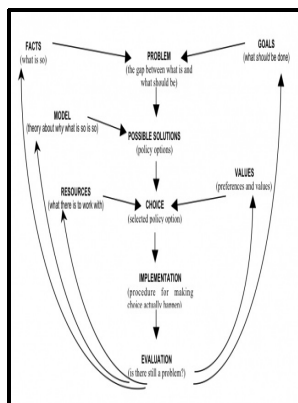 FACTS
(what is so)
GOALS
(what should be done)
PROBLEM
(the gap between what is and
what should be)
MODEL
(theory about why what is so is so)
POSSIBLE SOLUTIONS
(policy options)
RESOURCES
(what there is to work with)
VALUES
(preferences and values)
CHOICE
(selected policy option)
IMPLEMENTATION
(procedure for making
choice actually happen)
EVALUATION
(is there still a problem?)